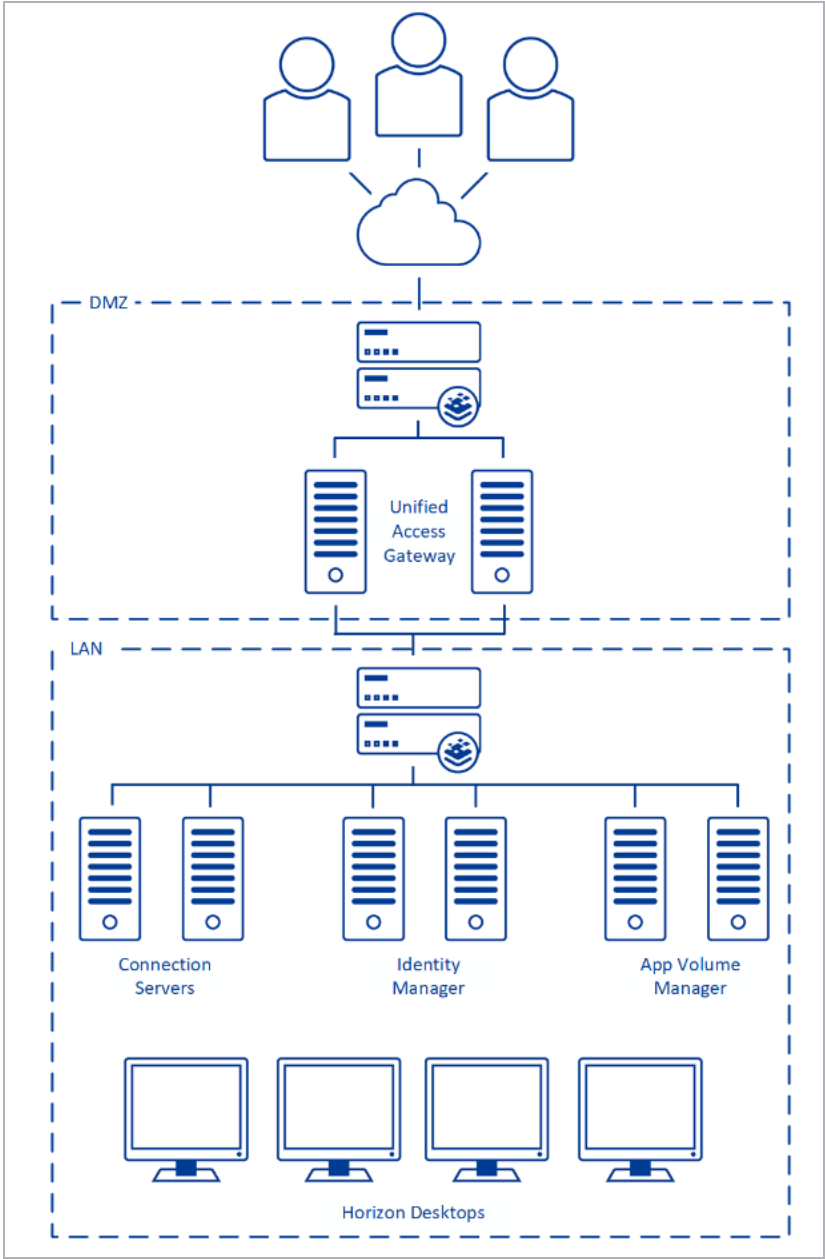 DMZ
Unified
Access
Gateway
LAN
Connection
Servers
Identity
Manager
App Volume
Manager
Horizon Desktops